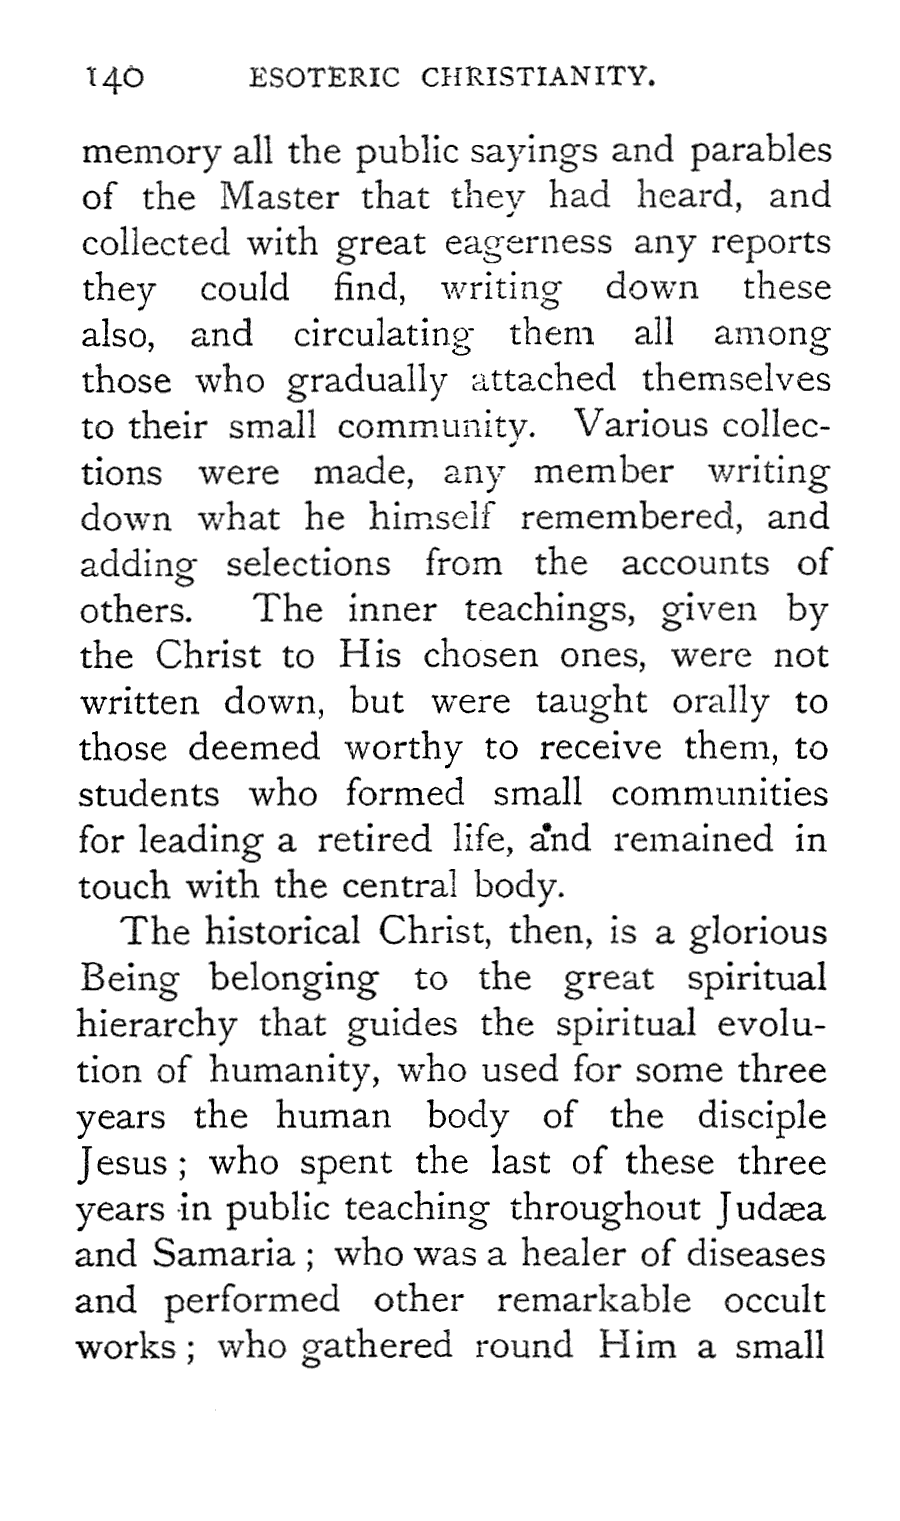 140 ESOTERIC CHRISTIANITY.
memory all the public sayings and parables
of the Master that they had heard, and
collected with great eagerness any reports
they could find, writing down these
also, and circulating them all among
those who gradually attached themselves
to their small community. Various collec-
tions were made, any member writing
down what he himself remembered, and
adding selections from the accounts of
others. The inner teachings, given by
the Christ to His chosen ones, were not
written down, but were taught orally to
those deemed worthy to receive them, to
students who formed small communities
for leading a retired life, and remained in
touch with the central body.
The historical Christ, then, is a glorious
Being belonging to the great spiritual
hierarchy that guides the spiritual evolu-
tion of humanity, who used for some three
years the human body of the disciple
Jesus ; who spent the last of these three
years in public teaching throughout Judæa
and Samaria ; who was a healer of diseases
and performed other remarkable occult
works ; who gathered round Him a small